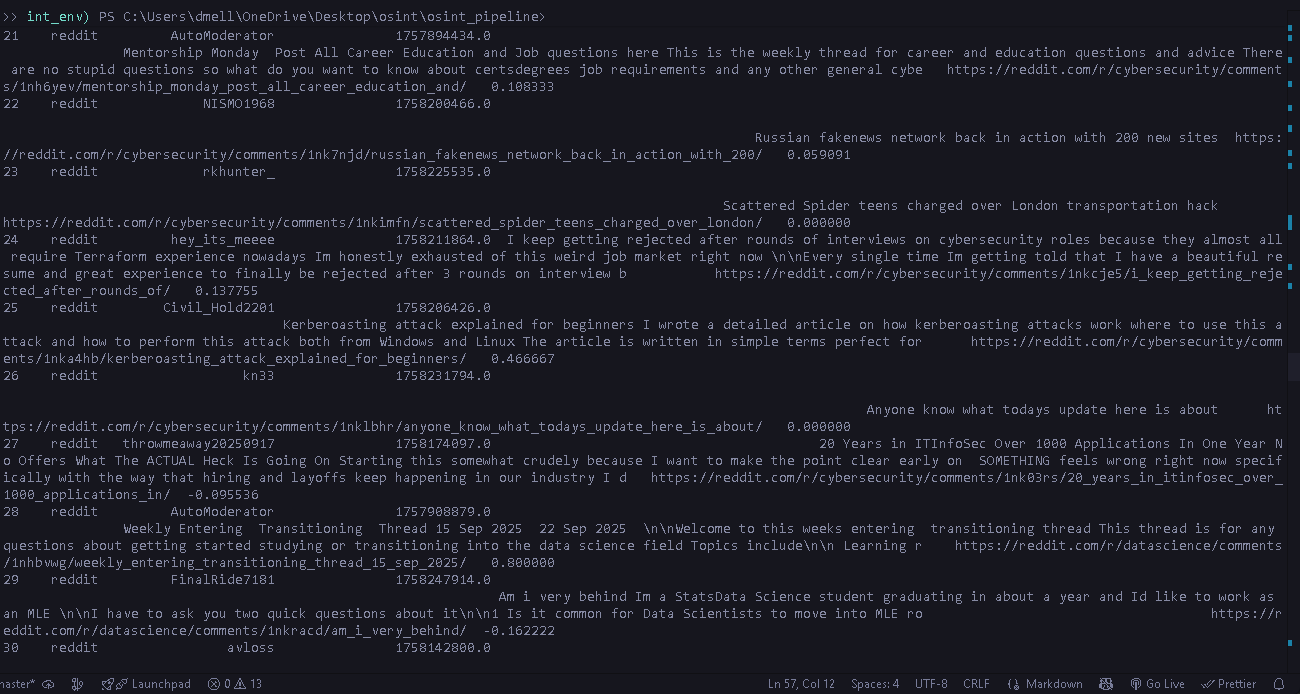 >> int_env) PS C:\Users\dmell\OneDrive\Desktop\osint\osint_pipeline>
21 reddit AutoModerator 1757894434.0
Mentorship Monday Post All Career Education and Job questions here This is the weekly thread for career and education questions and advice There
are no stupid questions so what do you want to know about certsdegrees job requirements and any other general cybe https://reddit.com/r/cybersecurity/comment
s/1nh6yev/mentorship_monday_post_all_career_education_and/ 0.108333
22 reddit NISMO1968 1758200466.0
Russian fakenews network back in action with 200 new sites https:
//reddit.com/r/cybersecurity/comments/1nk7njd/russian_fakenews_network_back_in_action_with_200/ 0.059091
23 reddit rkhunter_ 1758225535.0
Scattered Spider teens charged over London transportation hack
https://reddit.com/r/cybersecurity/comments/1nkimfn/scattered_spider_teens_charged_over_london/ 0.000000
24 reddit hey_its_meeee 1758211864.0 I keep getting rejected after rounds of interviews on cybersecurity roles because they almost all
require Terraform experience nowadays Im honestly exhausted of this weird job market right now \n\nEvery single time Im getting told that I have a beautiful re
sume and great experience to finally be rejected after 3 rounds on interview b https://reddit.com/r/cybersecurity/comments/1nkcje5/i_keep_getting_reje
cted_after_rounds_of/ 0.137755
25 reddit Civil_Hold2201 1758206426.0
Kerberoasting attack explained for beginners I wrote a detailed article on how kerberoasting attacks work where to use this a
ttack and how to perform this attack both from Windows and Linux The article is written in simple terms perfect for https://reddit.com/r/cybersecurity/comm
ents/1nka4hb/kerberoasting_attack_explained_for_beginners/ 0.466667
26 reddit kn33 1758231794.0
Anyone know what todays update here is about ht
tps://reddit.com/r/cybersecurity/comments/1nklbhr/anyone_know_what_todays_update_here_is_about/ 0.000000
27 reddit throwmeaway20250917 1758174097.0 20 Years in ITInfoSec Over 1000 Applications In One Year N
o Offers What The ACTUAL Heck Is Going On Starting this somewhat crudely because I want to make the point clear early on SOMETHING feels wrong right now specif
ically with the way that hiring and layoffs keep happening in our industry I d https://reddit.com/r/cybersecurity/comments/1nk03rs/20_years_in_itinfosec_over_
1000_applications_in/ -0.095536
28 reddit AutoModerator 1757908879.0
Weekly Entering Transitioning Thread 15 Sep 2025 22 Sep 2025 \n\nWelcome to this weeks entering transitioning thread This thread is for any
questions about getting started studying or transitioning into the data science field Topics include\n\n Learning r https://reddit.com/r/datascience/comments
/1nhbvwg/weekly_entering_transitioning_thread_15_sep_2025/ 0.800000
29 reddit FinalRide7181 1758247914.0
Am i very behind Im a StatsData Science student graduating in about a year and Id like to work as
an MLE \n\nI have to ask you two quick questions about it\n\n1 Is it common for Data Scientists to move into MLE ro https://r
eddit.com/r/datascience/comments/1nkracd/am_i_very_behind/ -0.162222
30 reddit avloss 1758142800.0
master* Launchpad 0 13 Ln 57, Col 12 Spaces: 4 UTF-8 CRLF Markdown Go Live Prettier